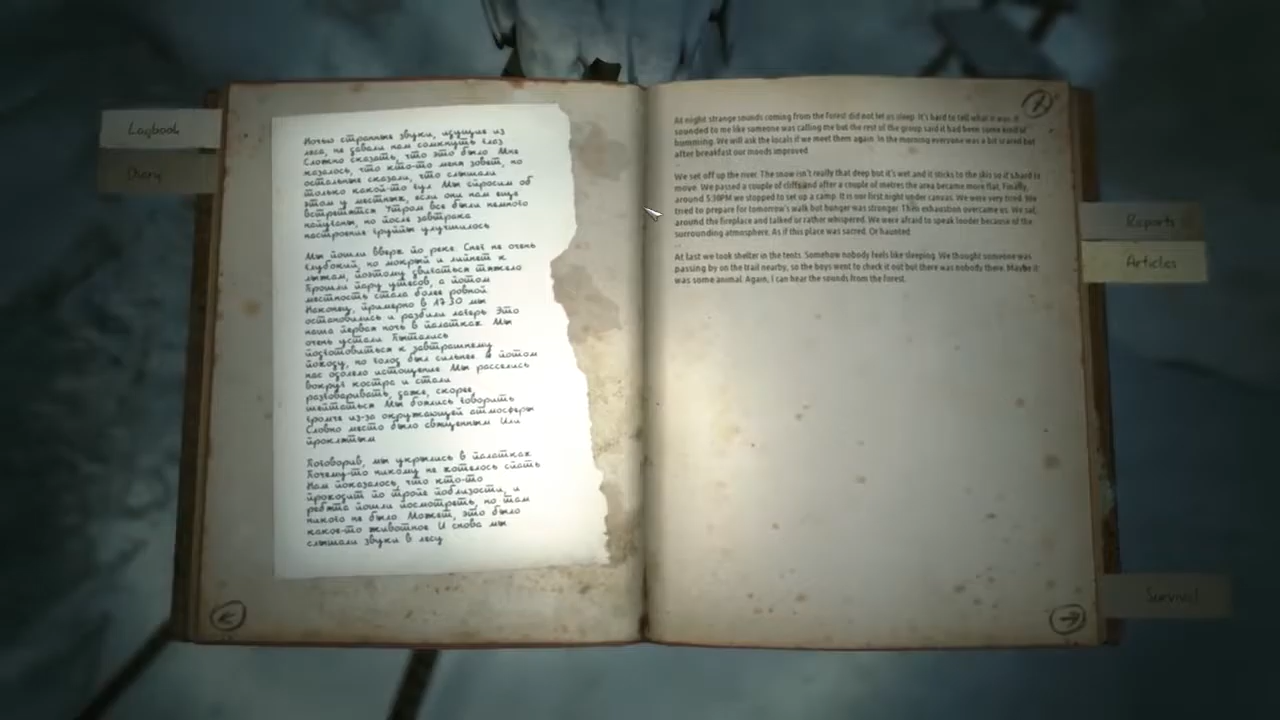 Logbook
Diary
Ночью странные звуки, идущие из
леса, не давали нам сомкнуть глаз
Сложно сказать, что это было Мне
казалось, что кто-то меня зовет, но
остальные сказали, что слышали
только какой-то гул Мы спросим об
этом у местных, если они нам еще
встретятся Утром все были немного
напуганы, но после завтрака
настроение группы улучшилось
Мы пошли вверх по реке. Снег не очень
глубокий, но мокрый и липнет к
лыжам, поэтому двигаться тяжело
Прошли пару утесов, а потом
местность стала более ровной
Наконец, примерно в 17 30 мы
остановились и разбили лагерь Это
наша первая ночь в палатках Мы
очень устали Пытались
подготовиться к завтрашнему
походу, но голод был сильнее. А потом
нас одолело истощение Мы расселись
вокруг костра и стали
разговаривать, даже, скорее,
шептаться Мы боялись говорить
громче из-за окружающей атмосферы
Словно место было священным Или
проклятым
Поговорив, мы укрылись в палатках
Почему-то никому не хотелось спать
Нам показалось, что кто-то
проходит по тропе поблизости, и
ребята пошли посмотреть, но там
никого не было Может, это было
какое-то животное И снова мы
слышали звуки в лесу
At night strange sounds coming from the forest did not let us sleep. It's hard to tell what it was. It
sounded to me like someone was calling me but the rest of the group said it had been some kind of
humming. We will ask the locals if we meet them again. In the morning everyone was a bit scared but
after breakfast our moods improved.
We set off up the river. The snow isn't really that deep but it's wet and it sticks to the skis so it's hard to
move. We passed a couple of cliffs and after a couple of metres the area became more flat. Finally,
around 5:30PM we stopped to set up a camp. It is our first night under canvas. We were very tired. We
tried to prepare for tomorrow's walk but hunger was stronger. Then exhaustion overcame us. We sat
around the fireplace and talked or rather whispered. We were afraid to speak louder because of the
surrounding atmosphere. As if this place was sacred. Or haunted.
At last we took shelter in the tents. Somehow nobody feels like sleeping. We thought someone was
passing by on the trail nearby, so the boys went to check it out but there was nobody there. Maybe it
was some animal. Again, I can hear the sounds from the forest.
Reports
Articles
Survival